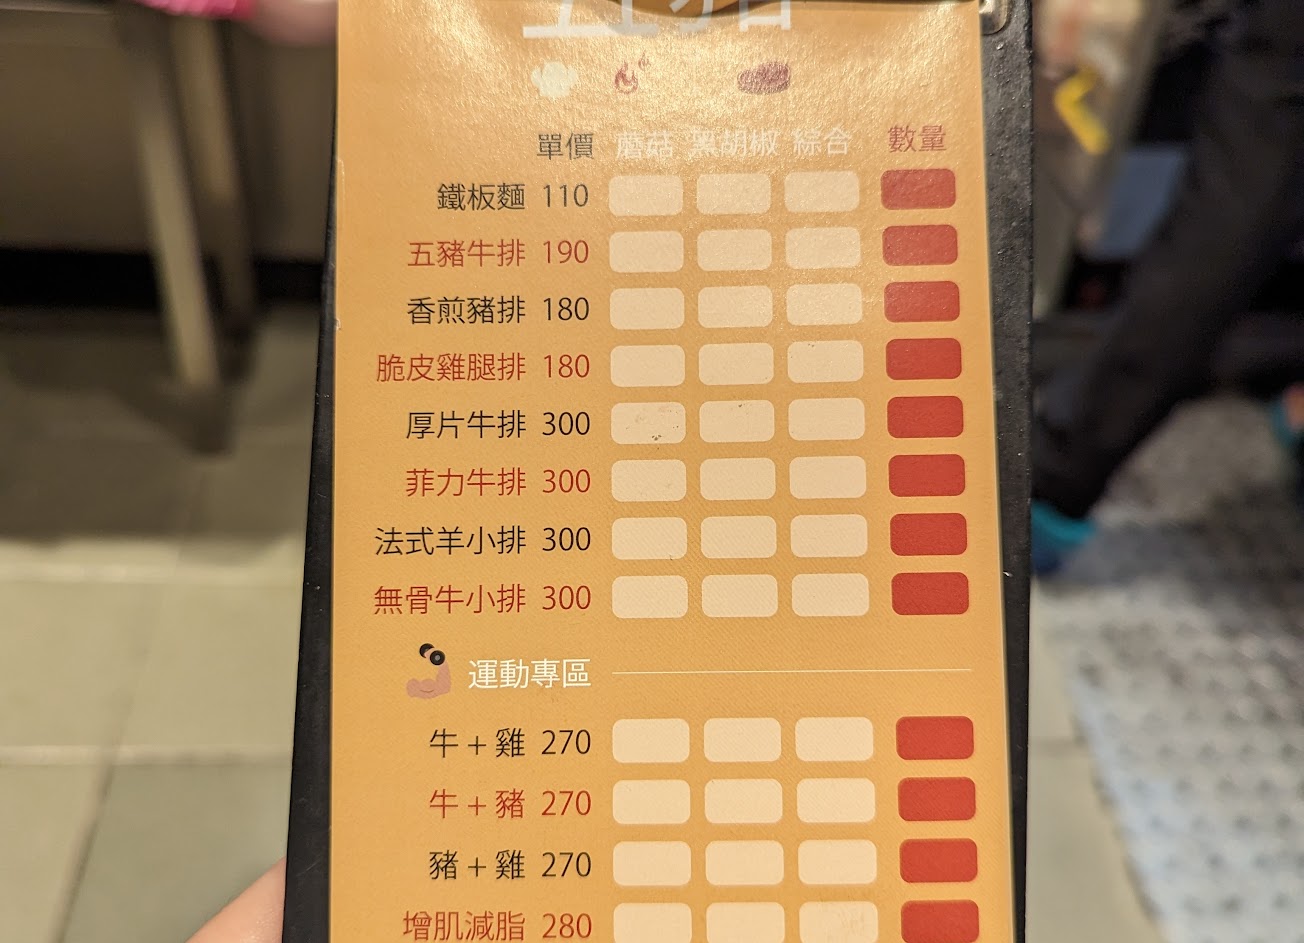 單價 蘑菇 黑胡椒 綜合 數量
鐵板麵 110
五豬牛排 190
香煎豬排 180
脆皮雞腿排 180
厚片牛排 300
菲力牛排 300
法式羊小排 300
無骨牛小排 300
運動專區
牛 + 雞 270
牛 + 豬 270
豬 + 雞 270
增肌減脂 280